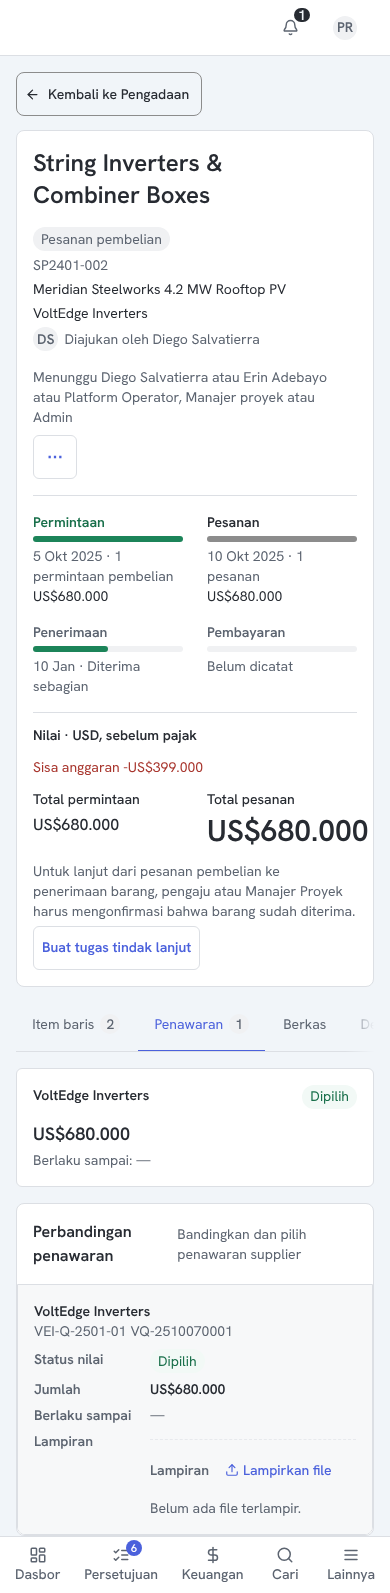 1
PR
Kembali ke Pengadaan
String Inverters &
Combiner Boxes
Pesanan pembelian
SP2401-002
Meridian Steelworks 4.2 MW Rooftop PV
VoltEdge Inverters
DS Diajukan oleh Diego Salvatierra
Menunggu Diego Salvatierra atau Erin Adebayo
atau Platform Operator, Manajer proyek atau
Admin
...
Permintaan
5 Okt 2025 · 1
permintaan pembelian
US$680.000
Pesanan
10 Okt 2025 · 1
pesanan
US$680.000
Penerimaan
10 Jan · Diterima
sebagian
Pembayaran
Belum dicatat
Nilai · USD, sebelum pajak
Sisa anggaran -US$399.000
Total permintaan
US$680.000
Total pesanan
US$680.000
Untuk lanjut dari pesanan pembelian ke
penerimaan barang, pengaju atau Manajer Proyek
harus mengonfirmasi bahwa barang sudah diterima.
Buat tugas tindak lanjut
Item baris 2 Penawaran 1 Berkas
VoltEdge Inverters Dipilih
US$680.000
Berlaku sampai: —
Perbandingan
penawaran
Bandingkan dan pilih
penawaran supplier
VoltEdge Inverters
VEI-Q-2501-01 VQ-2510070001
Status nilai Dipilih
Jumlah US$680.000
Berlaku sampai —
Lampiran
Lampiran Lampirkan file
Belum ada file terlampir.
6
Dasbor Persetujuan Keuangan Cari Lainnya